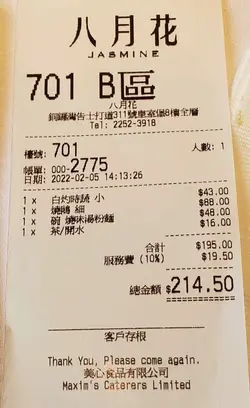 八月花
JASMINE
701 B區
八月花
銅鑼灣告士打道311號皇室堡8樓全層
Tel: 2252-3918
檯號: 701 人數: 1
帳單: 000-2775
日期: 2022-02-05 14:13:26
1 x 白灼時蔬 小 $43.00
1 x 燒鵝 細 $88.00
1 x 碗 燒味湯粉麵 $48.00
1 x 茶/開水 $16.00
合計 $195.00
服務費 (10%) $19.50
總金額 $214.50
客戶存根
Thank You, Please come again.
美心食品有限公司
Maxim's Caterers Limited